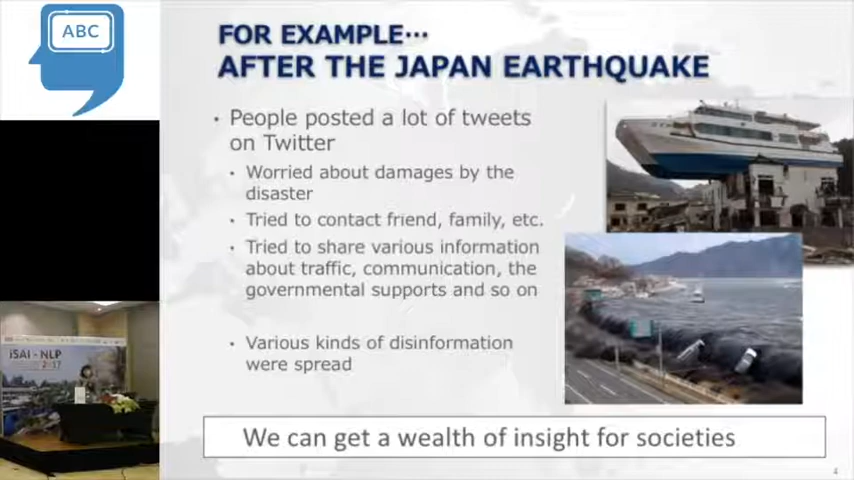 ABC
FOR EXAMPLE…
AFTER THE JAPAN EARTHQUAKE
• People posted a lot of tweets
on Twitter
• Worried about damages by the
disaster
• Tried to contact friend, family, etc.
• Tried to share various information
about traffic, communication, the
governmental supports and so on
• Various kinds of disinformation
were spread
We can get a wealth of insight for societies
4
iSAI - NLP
2017